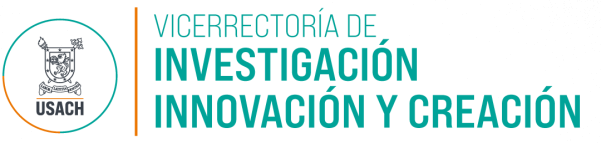 USACH
VICERRECTORÍA DE
INVESTIGACIÓN
INNOVACIÓN Y CREACIÓN